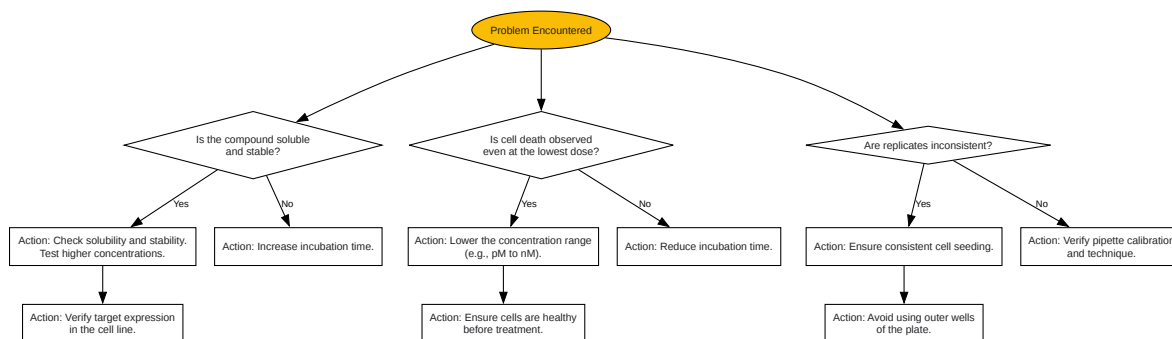 Problem Encountered
Is the compound soluble
and stable?
Is cell death observed
even at the lowest dose?
Are replicates inconsistent?
Yes
No
Yes
No
Yes
No
Action: Check solubility and stability.
Test higher concentrations.
Action: Increase incubation time.
Action: Lower the concentration range
(e.g., pM to nM).
Action: Reduce incubation time.
Action: Ensure consistent cell seeding.
Action: Verify pipette calibration
and technique.
Action: Verify target expression
in the cell line.
Action: Ensure cells are healthy
before treatment.
Action: Avoid using outer wells
of the plate.